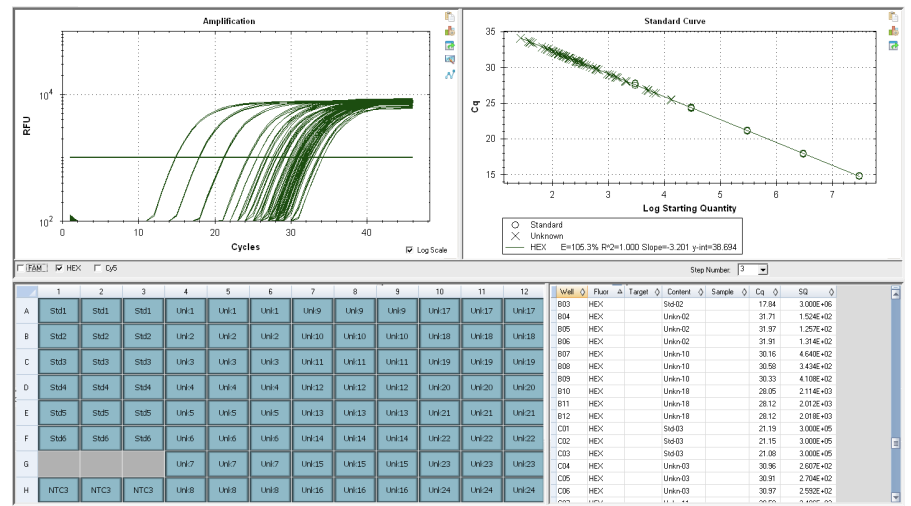 Amplification
10^4
10^2
RFU
0 10 20 30 40
Cycles
Log Scale
Standard Curve
35
30
25
20
15
Cq
2 3 4 5 6 7
Log Starting Quantity
Standard
Unknown
HEX E=105.3% R^2=1.000 Slope=-3.201 y-int=38.694
FAM HEX Cy5
Step Number: 3
1 2 3 4 5 6 7 8 9 10 11 12
A Std1 Std1 Std1 Unk1 Unk1 Unk1 Unk9 Unk9 Unk9 Unk17 Unk17 Unk17
B Std2 Std2 Std2 Unk2 Unk2 Unk2 Unk10 Unk10 Unk10 Unk18 Unk18 Unk18
C Std3 Std3 Std3 Unk3 Unk3 Unk3 Unk11 Unk11 Unk11 Unk19 Unk19 Unk19
D Std4 Std4 Std4 Unk4 Unk4 Unk4 Unk12 Unk12 Unk12 Unk20 Unk20 Unk20
E Std5 Std5 Std5 Unk5 Unk5 Unk5 Unk13 Unk13 Unk13 Unk21 Unk21 Unk21
F Std6 Std6 Std6 Unk6 Unk6 Unk6 Unk14 Unk14 Unk14 Unk22 Unk22 Unk22
G Unk7 Unk7 Unk7 Unk15 Unk15 Unk15 Unk23 Unk23 Unk23
H NTC3 NTC3 NTC3 Unk8 Unk8 Unk8 Unk16 Unk16 Unk16 Unk24 Unk24 Unk24
Well Fluor Target Content Sample Cq SQ
B03 HEX Std-02 17.84 3.000E+06
B04 HEX Unkn-02 31.71 1.524E+02
B05 HEX Unkn-02 31.97 1.257E+02
B06 HEX Unkn-02 31.91 1.314E+02
B07 HEX Unkn-10 30.16 4.640E+02
B08 HEX Unkn-10 30.58 3.434E+02
B09 HEX Unkn-10 30.33 4.108E+02
B10 HEX Unkn-18 28.05 2.114E+03
B11 HEX Unkn-18 28.12 2.012E+03
B12 HEX Unkn-18 28.12 2.018E+03
C01 HEX Std-03 21.19 3.000E+05
C02 HEX Std-03 21.15 3.000E+05
C03 HEX Std-03 21.08 3.000E+05
C04 HEX Unkn-03 30.96 2.607E+02
C05 HEX Unkn-03 30.91 2.704E+02
C06 HEX Unkn-03 30.97 2.592E+02